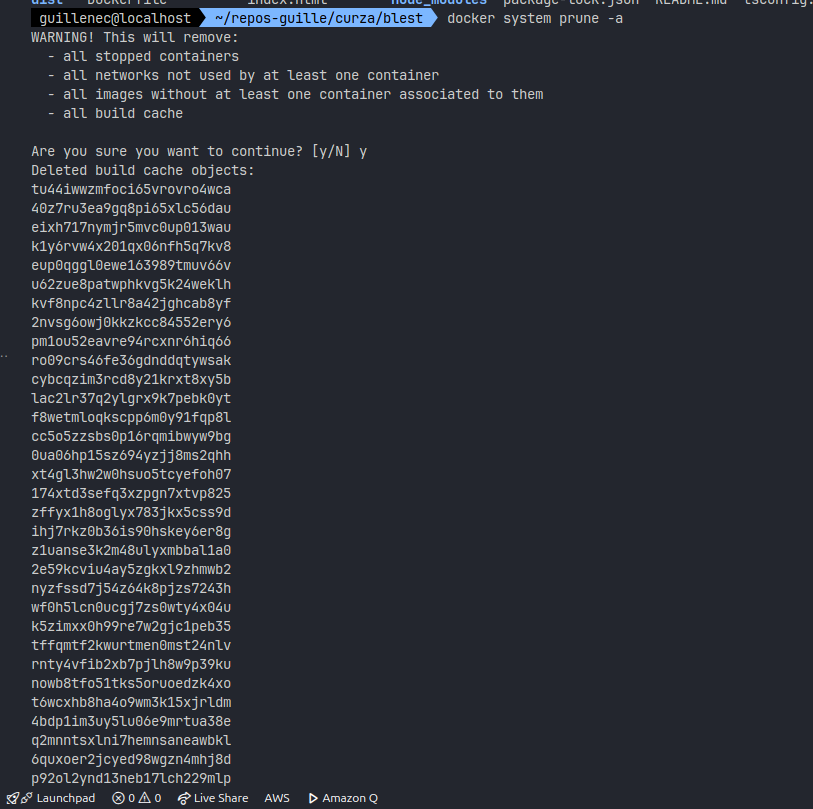 dist Dockerfile index.html node_modules package-lock.json README.md tsconfig.
guillenec@localhost ~/repos-guille/curza/blest docker system prune -a
WARNING! This will remove:
- all stopped containers
- all networks not used by at least one container
- all images without at least one container associated to them
- all build cache
Are you sure you want to continue? [y/N] y
Deleted build cache objects:
tu44iwwzmfoci65vrovro4wca
40z7ru3ea9gq8pi65xlc56dau
eixh717nymjr5mvc0up013wau
k1y6rvw4x201qx06nfh5q7kv8
eup0qggl0ewe163989tmuv66v
u62zue8patwphkvg5k24weklh
kvf8npc4zllr8a42jghcab8yf
2nvsg6owj0kkzkcc84552ery6
pm1ou52eavre94rcxnr6hiq66
ro09crs46fe36gdnddqtywsak
cybcqzim3rcd8y21krxt8xy5b
lac2lr37q2ylgrx9k7pebk0yt
f8wetmloqkscpp6m0y91fqp8l
cc5o5zzsbs0p16rqmibwyw9bg
0ua06hp15sz694yzjj8ms2qhh
xt4gl3hw2w0hsuo5tcyefoh07
174xtd3sefq3xzpgn7xtvp825
zffyx1h8oglyx783jkx5css9d
ihj7rkz0b36is90hskey6er8g
z1uanse3k2m48ulyxmbbal1a0
2e59kcviu4ay5zgkxl9zhmwb2
nyzfssd7j54z64k8pjzs7243h
wf0h5lcn0ucgj7zs0wty4x04u
k5zimxx0h99re7w2gjc1peb35
tffqmtf2kwurtmen0mst24nlv
rnty4vfib2xb7pjlh8w9p39ku
nowb8tfo51tks5oruoedzk4xo
t6wcxhb8ha4o9wm3k15xjrldm
4bdp1im3uy5lu06e9mrtua38e
q2mnntsxlni7hemnsaneawbkl
6quxoer2jcyed98wgzn4mhj8d
p92ol2ynd13neb17lch229mlp
Launchpad 0 0 Live Share AWS Amazon Q